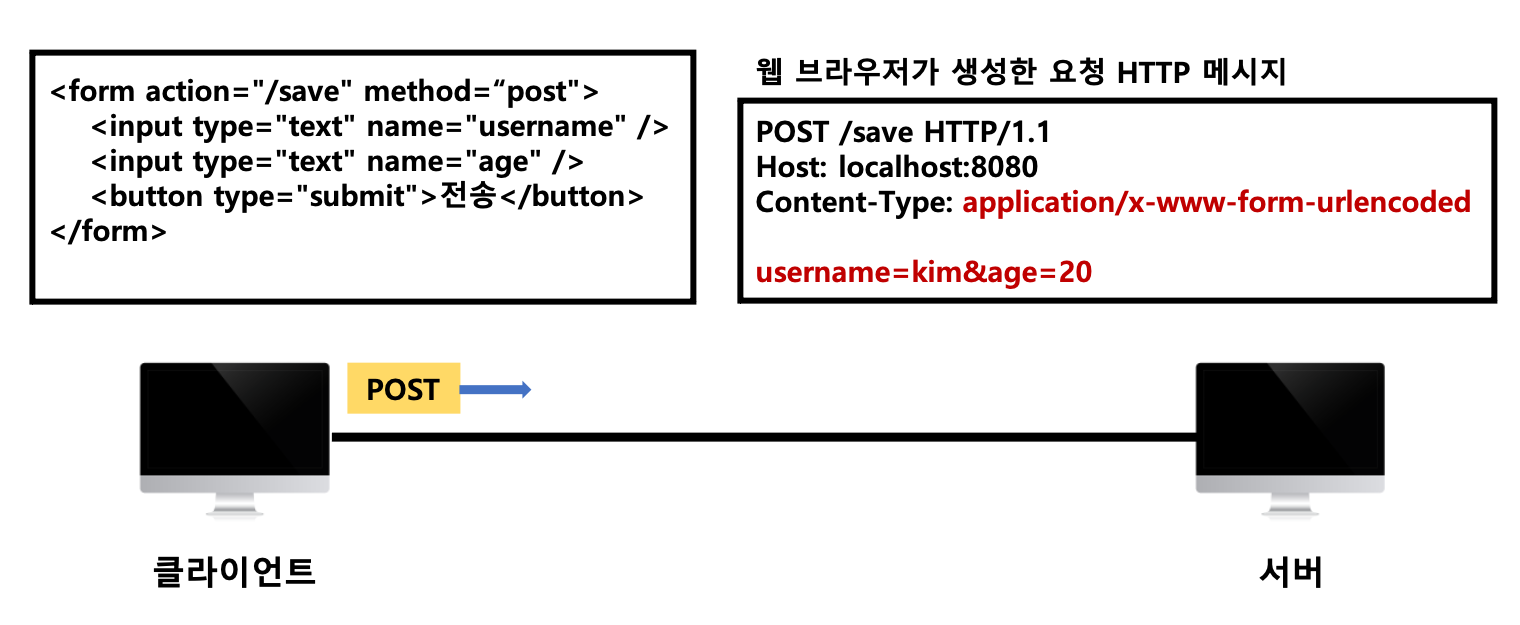 <form action="/save" method=“post">
<input type="text" name="username" />
<input type="text" name="age" />
<button type="submit">전송</button>
</form>
웹 브라우저가 생성한 요청 HTTP 메시지
POST /save HTTP/1.1
Host: localhost:8080
Content-Type: application/x-www-form-urlencoded
username=kim&age=20
POST
클라이언트
서버